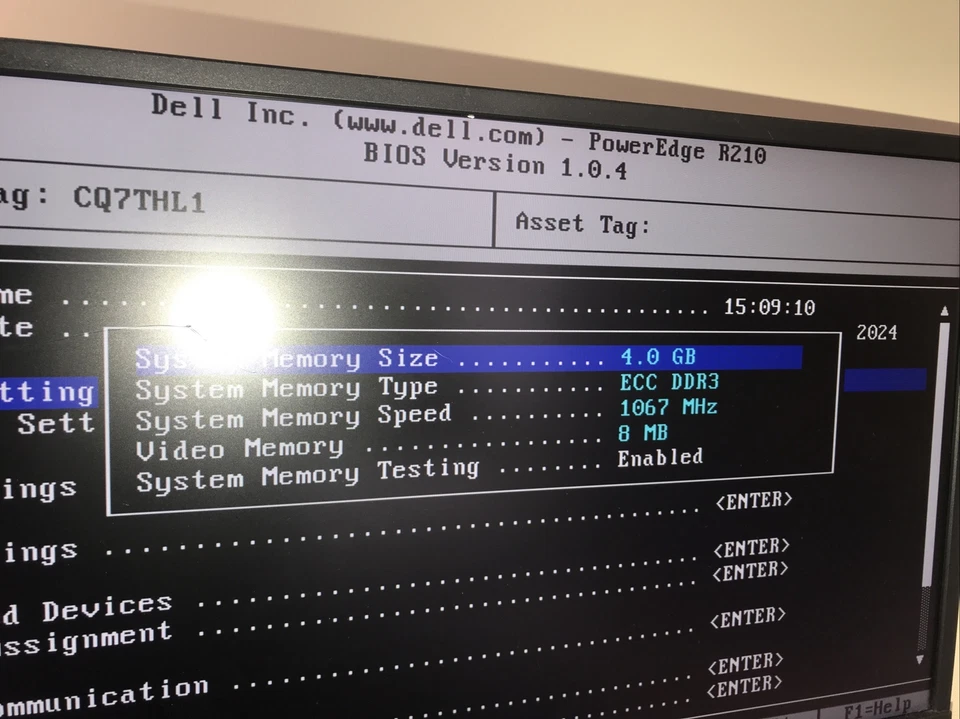 Dell Inc. (www.dell.com) - PowerEdge R210
BIOS Version 1.0.4
ag: CQ7THL1
Asset Tag:
me ........................................ 15:09:10
te .. 2024
System Memory Size ........... 4.0 GB
System Memory Type ........... ECC DDR3
System Memory Speed .......... 1067 MHz
Video Memory .................. 8 MB
System Memory Testing ........ Enabled
tting
Sett
ings ........................................ <ENTER>
ings ........................................ <ENTER>
<ENTER>
d Devices ................................... <ENTER>
ssignment ...................................
<ENTER>
mmunication ................................. <ENTER>
F1=Help